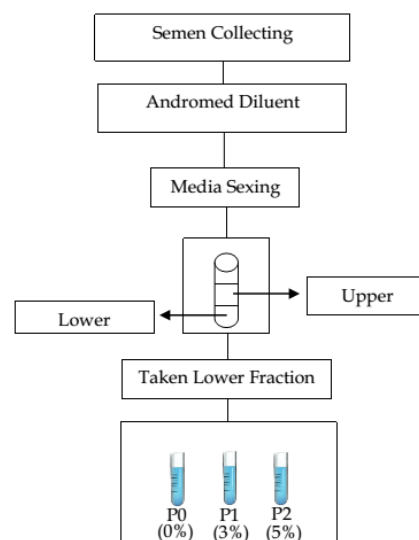 Semen Collecting
Andromed Diluent
Media Sexing
Upper
Lower
Taken Lower Fraction
P0 P1 P2
(0%) (3%) (5%)